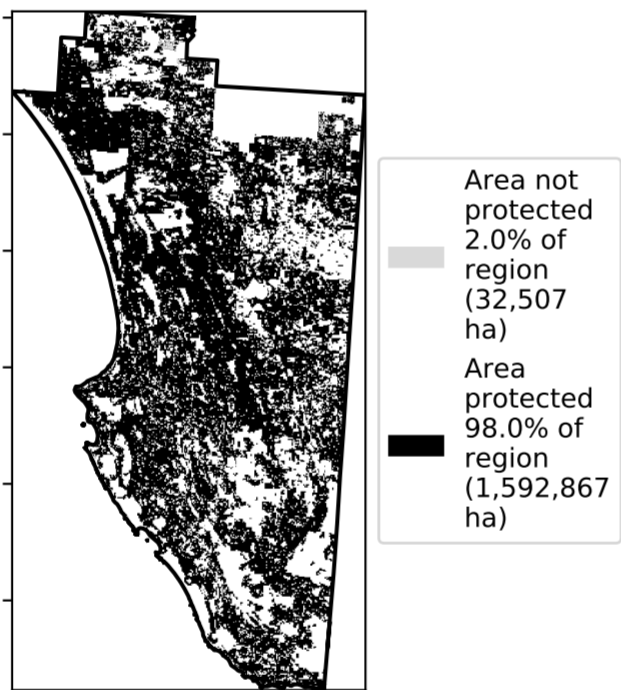 Area not
protected
2.0% of
region
(32,507
ha)
Area
protected
98.0% of
region
(1,592,867
ha)